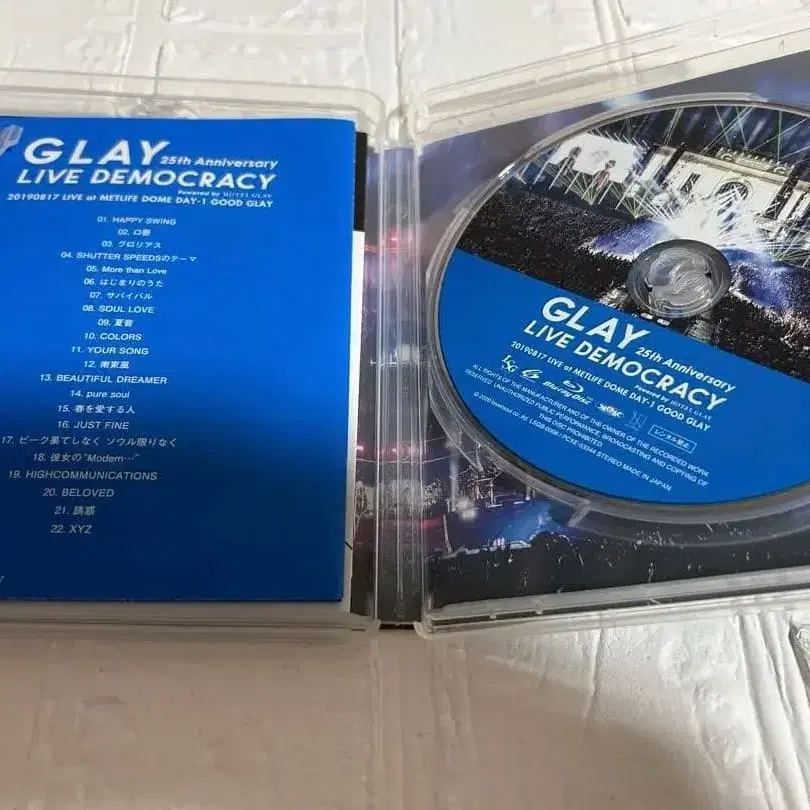 GLAY
25th Anniversary
LIVE DEMOCRACY
Powered by HOTEL GLAY
20190817 LIVE at METLIFE DOME DAY-1 GOOD GLAY
01. HAPPY SWING
02. 口唇
03. グロリアス
04. SHUTTER SPEEDSのテーマ
05. More than Love
06. はじまりのうた
07. サバイバル
08. SOUL LOVE
09. 夏音
10. COLORS
11. YOUR SONG
12. 南東風
13. BEAUTIFUL DREAMER
14. pure soul
15. 春を愛する人
16. JUST FINE
17. ピーク果てしなく ソウル限りなく
18. 彼女の"Modern…"
19. HIGHCOMMUNICATIONS
20. BELOVED
21. 誘惑
22. XYZ
GLAY
25th Anniversary
LIVE DEMOCRACY
Powered by HOTEL GLAY
20190817 LIVE at METLIFE DOME DAY-1 GOOD GLAY
LSG G Blu-ray Disc レンタル禁止
ALL RIGHTS OF THE MANUFACTURER AND OF THE OWNER OF THE RECORDED WORK
RESERVED. UNAUTHORIZED PUBLIC PERFORMANCE, BROADCASTING AND COPYING OF
THIS DISC PROHIBITED.
STEREO MADE IN JAPAN